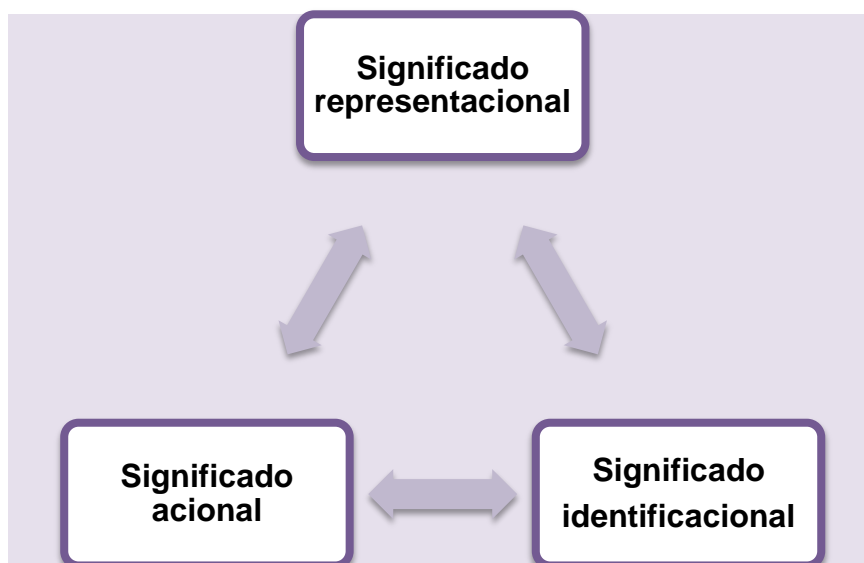 Significado
representacional
Significado
acional
Significado
identificacional